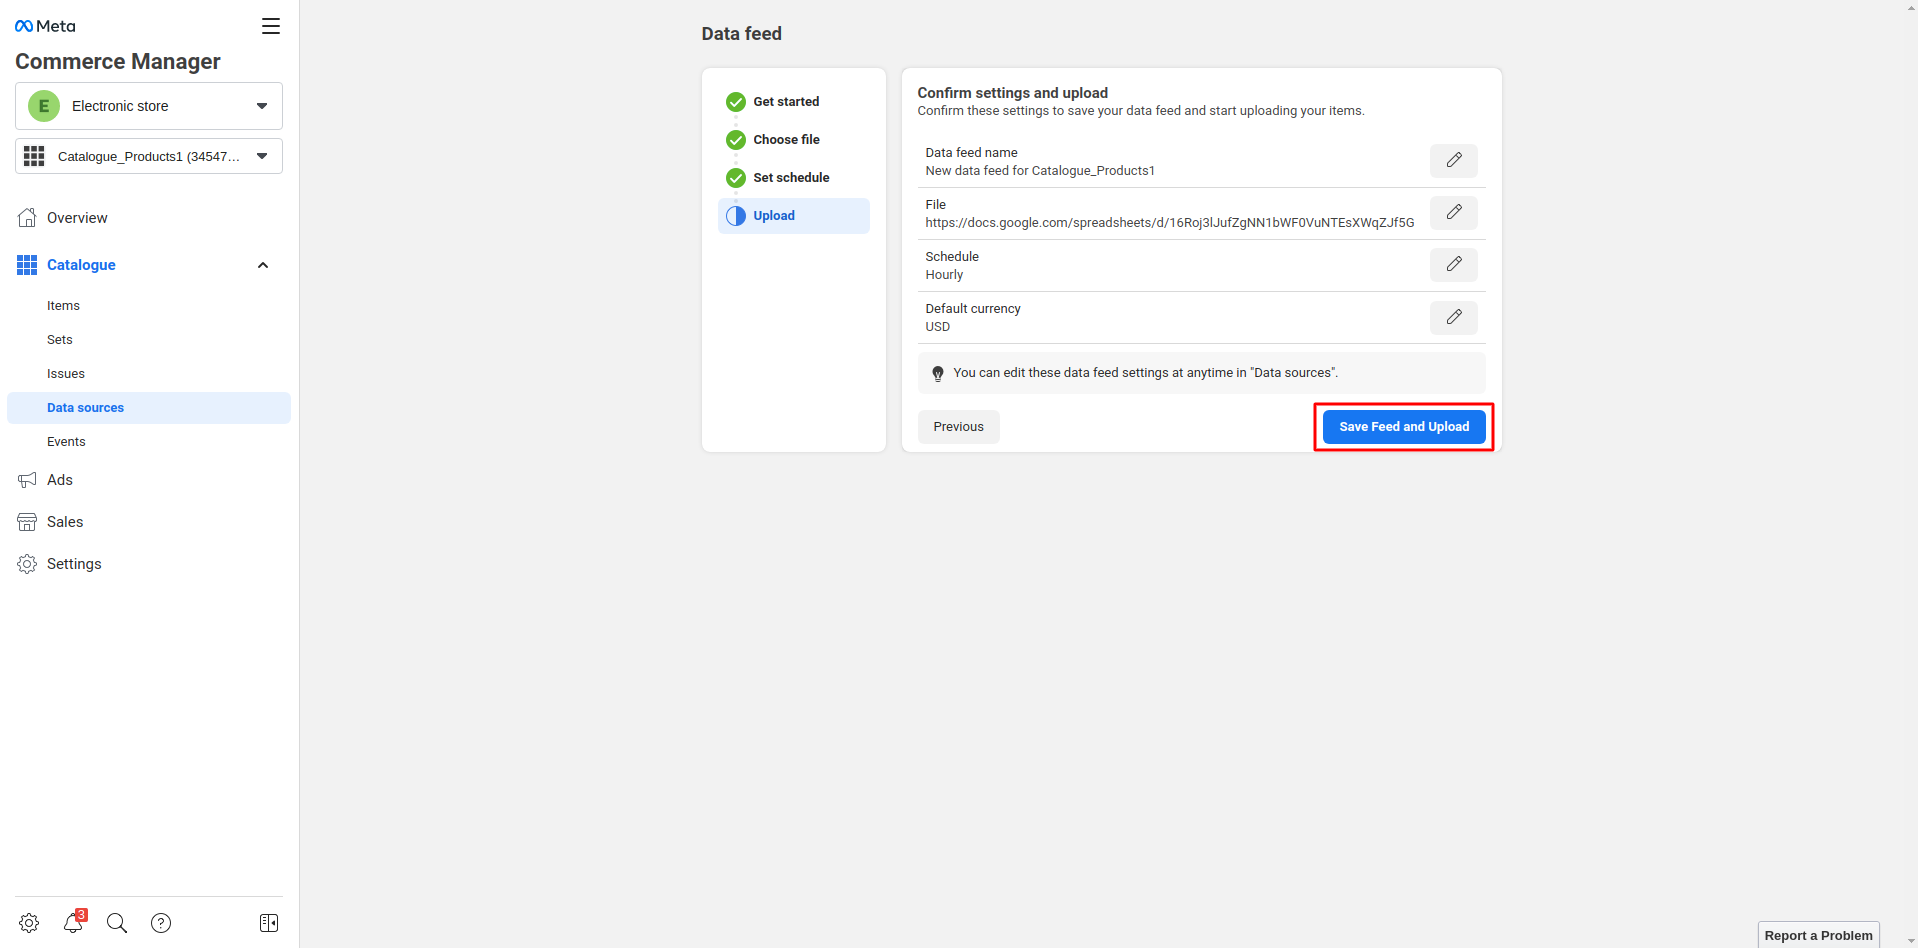 Meta
Commerce Manager
E
Electronic store
Catalogue_Products1 (34547...
Overview
Catalogue
Items
Sets
Issues
Data sources
Events
Ads
Sales
Settings
3
Data feed
Get started
Choose file
Set schedule
Upload
Confirm settings and upload
Confirm these settings to save your data feed and start uploading your items.
Data feed name
New data feed for Catalogue_Products1
File
https://docs.google.com/spreadsheets/d/16Roj3lJufZgNN1bWF0VuNTEsXWqZJf5G
Schedule
Hourly
Default currency
USD
You can edit these data feed settings at anytime in "Data sources".
Previous
Save Feed and Upload
Report a Problem